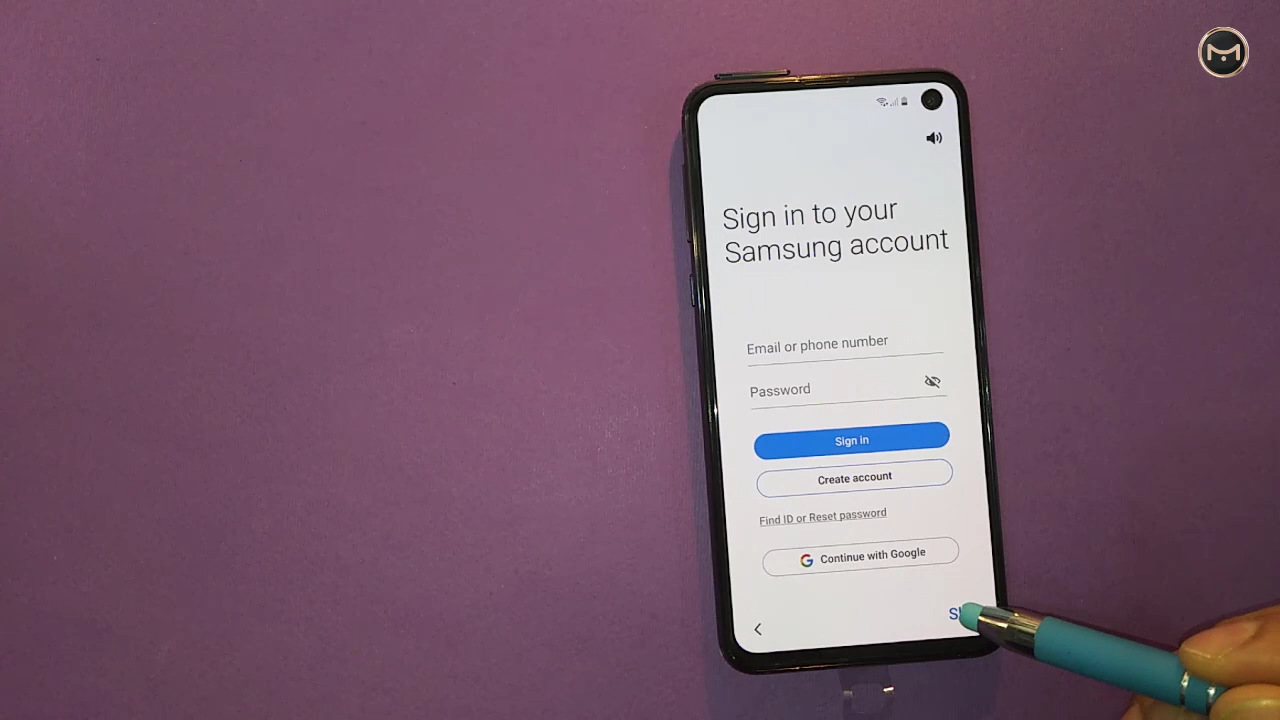 Sign in to your
Samsung account
Email or phone number
Password
Sign in
Create account
Find ID or Reset password
Continue with Google